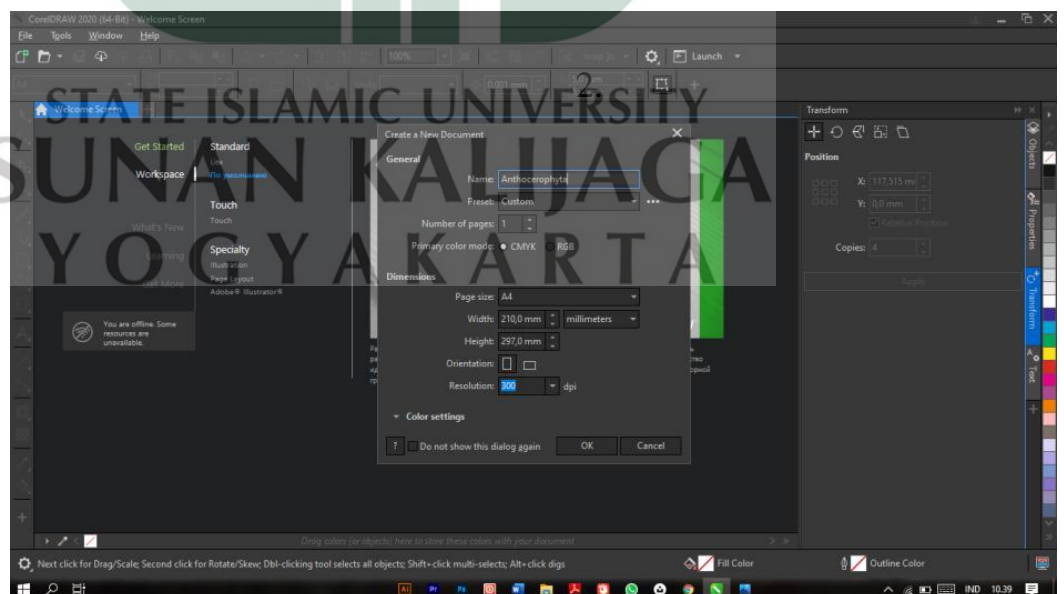 CorelDRAW 2020 (64-Bit) - Welcome Screen
File Tools Window Help
100%
Launch
0,001 mm
2.
STATE ISLAMIC UNIVERSITY
SUNAN KALIJAGA
YOGYAKARTA
Welcome Screen
Get Started
Workspace
What's New
Learning
Get More
You are offline. Some
resources are
unavailable.
Standard
Lite
По умолчанию
Touch
Touch
Specialty
Illustration
Page Layout
Adobe® Illustrator®
Create a New Document
General
Name: Anthocerophyta
Preset: Custom
Number of pages: 1
Primary color mode: CMYK RGB
Dimensions
Page size: A4
Width: 210,0 mm millimeters
Height: 297,0 mm
Orientation:
Resolution: 300 dpi
Color settings
? Do not show this dialog again OK Cancel
Transform
Position
X: 117,515 m
Y: 0,0 mm
Relative Position
Copies: 4
Apply
Objects
Properties
Transform
Text
Drag colors (or objects) here to store these colors with your document
Next click for Drag/Scale; Second click for Rotate/Skew; Dbl-clicking tool selects all objects; Shift+click multi-selects; Alt+click digs
Fill Color
Outline Color
IND 10.39